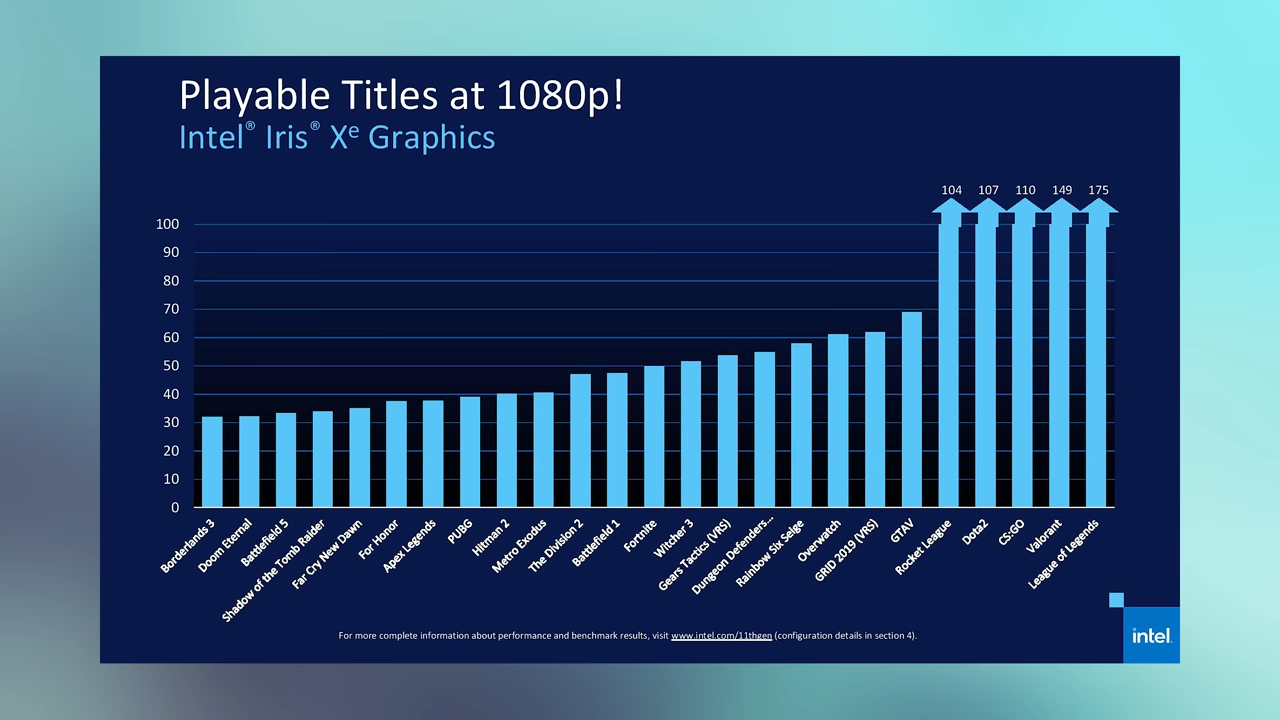 Playable Titles at 1080p!
Intel® Iris® Xe Graphics
104 107 110 149 175
100
90
80
70
60
50
40
30
20
10
0
Borderlands 3
Doom Eternal
Battlefield 5
Shadow of the Tomb Raider
Far Cry New Dawn
For Honor
Apex Legends
PUBG
Hitman 2
Metro Exodus
The Division 2
Battlefield 1
Fortnite
Witcher 3
Gears Tactics (VRS)
Dungeon Defenders...
Rainbow Six Seige
Overwatch
GRID 2019 (VRS)
GTAV
Rocket League
Dota2
CS:GO
Valorant
League of Legends
For more complete information about performance and benchmark results, visit www.intel.com/11thgen (configuration details in section 4).
intel.